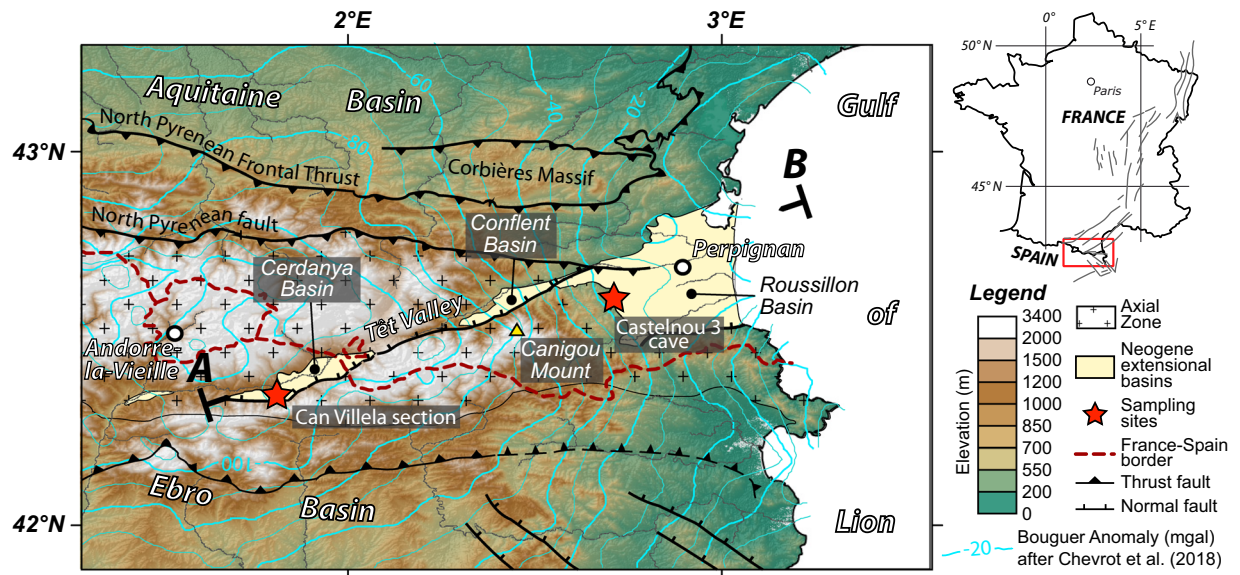 2°E
3°E
43°N
42°N
Aquitaine Basin
Gulf
of
Lion
North Pyrenean Frontal Thrust
Corbières Massif
North Pyrenean fault
Conflent
Basin
Cerdanya
Basin
Perpignan
Roussillon
Basin
Têt Valley
Castelnou 3
cave
Canigou
Mount
Andorre-
la-Vieille
A
B
Can Villela section
Ebro Basin
-60
-40
-20
-80
-100
0°
5°E
50°N
45°N
Paris
FRANCE
SPAIN
Legend
Elevation (m)
3400
2000
1500
1200
1000
850
700
550
200
0
Axial
Zone
Neogene
extensional
basins
Sampling
sites
France-Spain
border
Thrust fault
Normal fault
-20
Bouguer Anomaly (mgal)
after Chevrot et al. (2018)